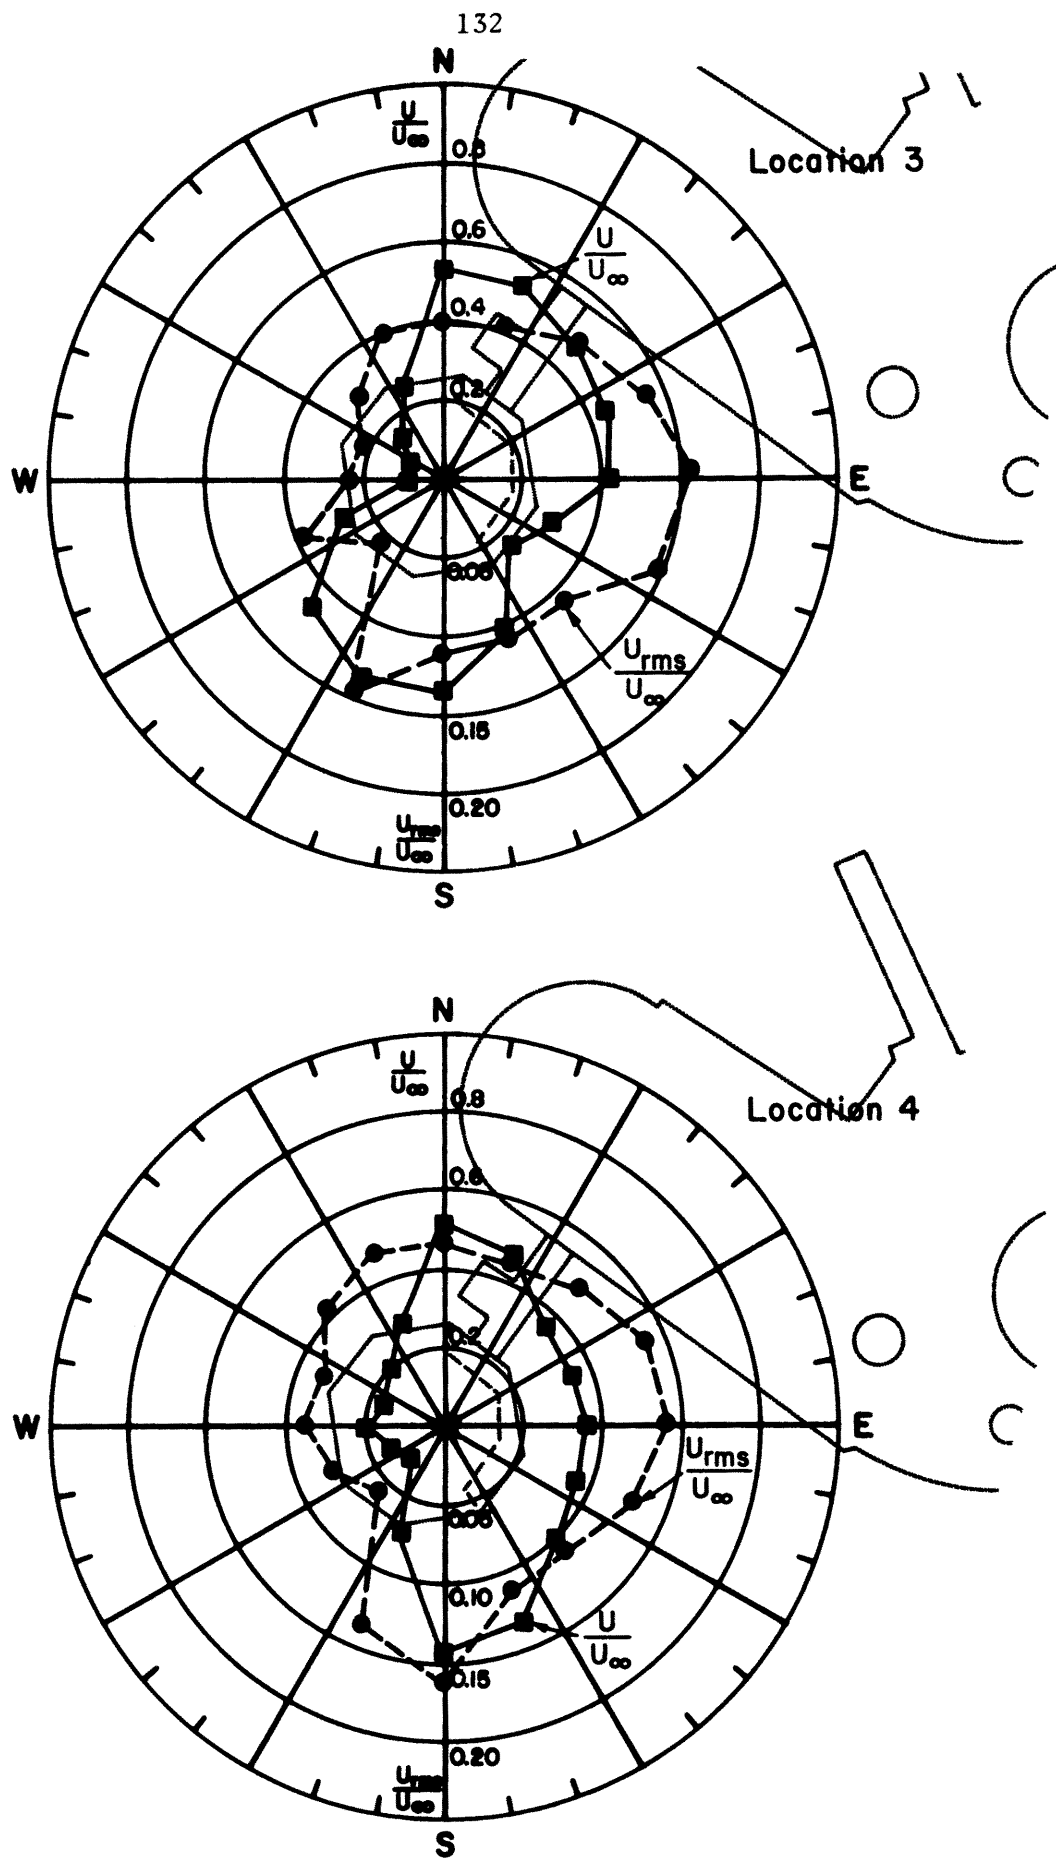 132
N
U
U∞
0.8
Location 3
0.6
U
U∞
0.4
0.2
W
E
0.05
Urms
U∞
0.15
0.20
Urms
U∞
S
N
U
U∞
0.8
Location 4
0.6
0.2
W
E
Urms
U∞
0.05
0.10
U
U∞
0.15
0.20
Urms
U∞
S